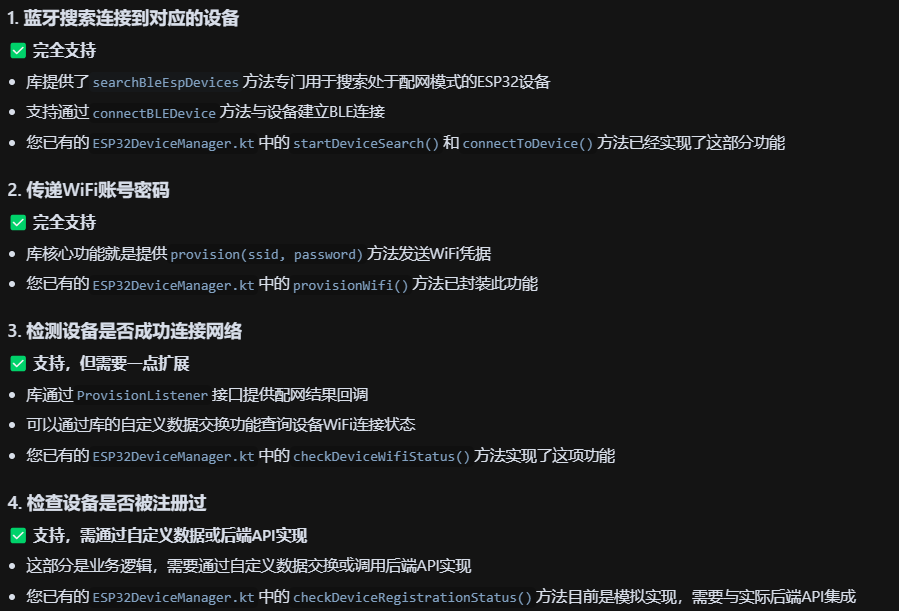 1. 蓝牙搜索连接到对应的设备
✅ 完全支持
• 库提供了 searchBleEspDevices 方法专门用于搜索处于配网模式的ESP32设备
• 支持通过 connectBLEDevice 方法与设备建立BLE连接
• 您已有的 ESP32DeviceManager.kt 中的 startDeviceSearch() 和 connectToDevice() 方法已经实现了这部分功能
2. 传递WiFi账号密码
✅ 完全支持
• 库核心功能就是提供 provision(ssid, password) 方法发送WiFi凭据
• 您已有的 ESP32DeviceManager.kt 中的 provisionWifi() 方法已封装此功能
3. 检测设备是否成功连接网络
✅ 支持，但需要一点扩展
• 库通过 ProvisionListener 接口提供配网结果回调
• 可以通过库的自定义数据交换功能查询设备WiFi连接状态
• 您已有的 ESP32DeviceManager.kt 中的 checkDeviceWifiStatus() 方法实现了这项功能
4. 检查设备是否被注册过
✅ 支持，需通过自定义数据或后端API实现
• 这部分是业务逻辑，需要通过自定义数据交换或调用后端API实现
• 您已有的 ESP32DeviceManager.kt 中的 checkDeviceRegistrationStatus() 方法目前是模拟实现，需要与实际后端API集成